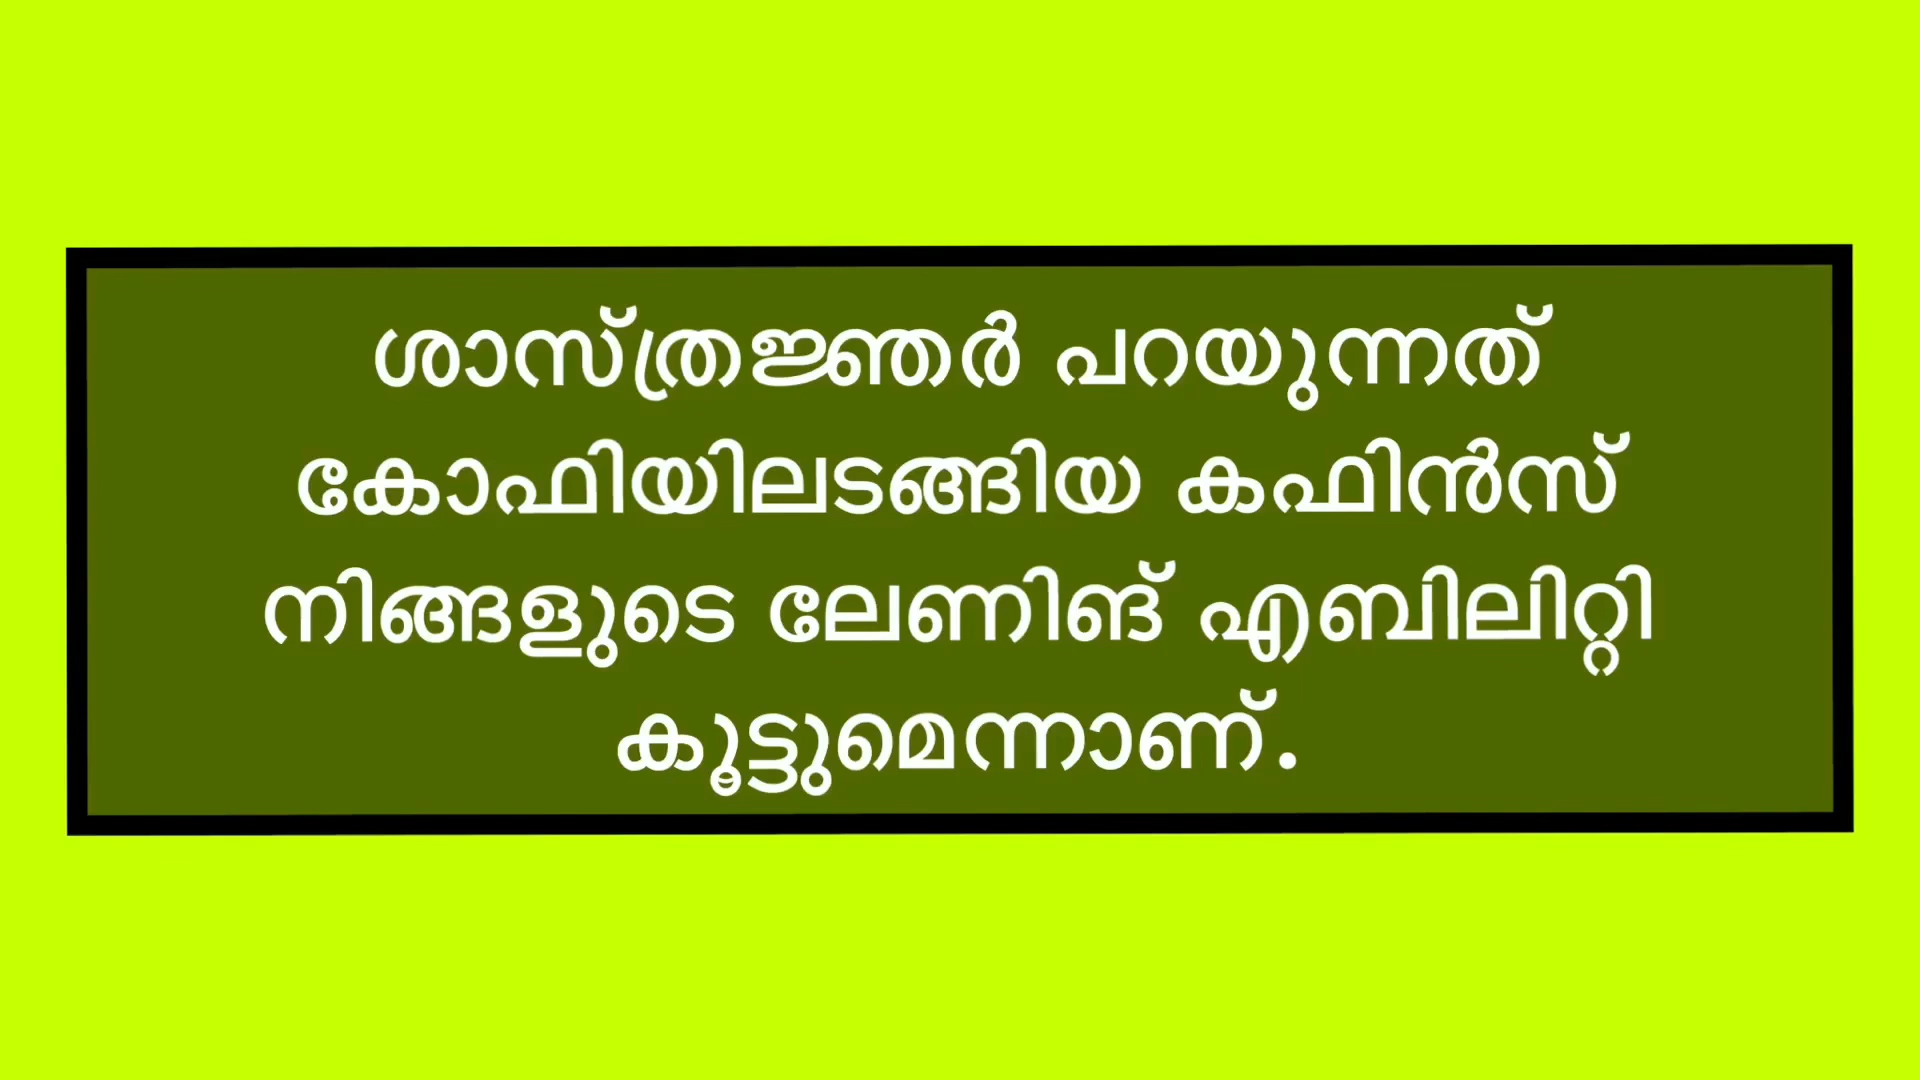 ശാസ്ത്രജ്ഞർ പറയുന്നത്
കോഫിയിലടങ്ങിയ കഫിൻസ്
നിങ്ങളുടെ ലേണിങ് എബിലിറ്റി
കൂട്ടുമെന്നാണ്.